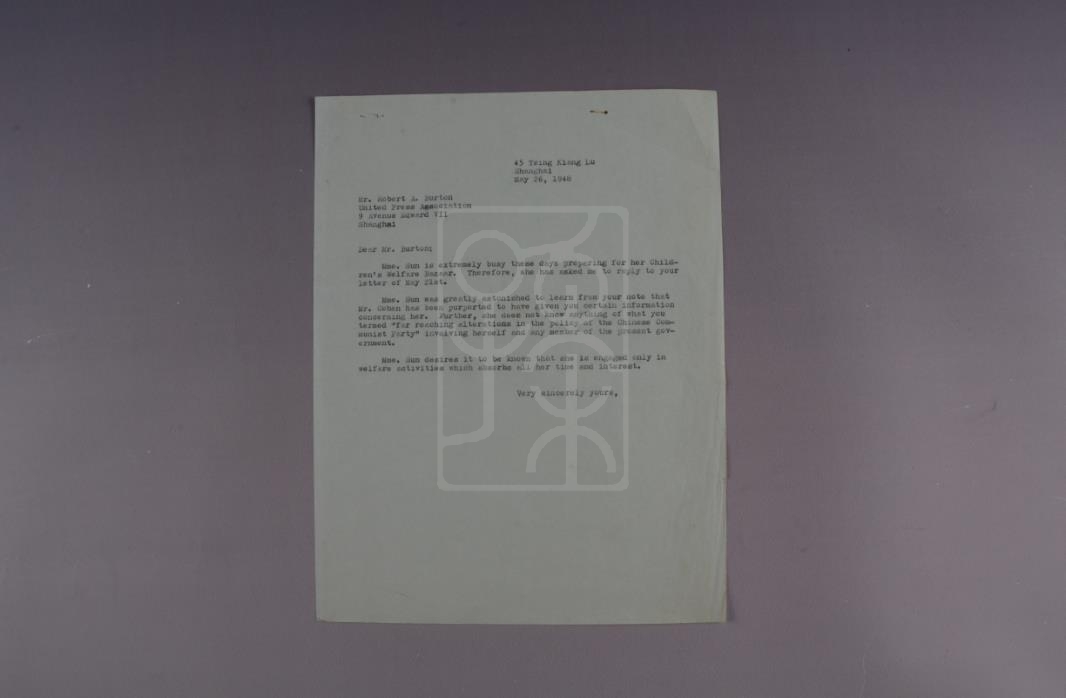 45 Tsing Kiang Lu
Shanghai
May 26, 1948
Mr. Robert A. Burton
United Press Association
9 Avenue Edward VII
Shanghai
Dear Mr. Burton:
Mme. Sun is extremely busy these days preparing for her Child-
ren's Welfare Bazaar. Therefore, she has asked me to reply to your
letter of May 21st.
Mme. Sun was greatly astonished to learn from your note that
Mr. Cohen has been purported to have given you certain information
concerning her. Further, she does not know anything of what you
termed "far reaching alterations in the policy of the Chinese Com-
munist Party" involving herself and any member of the present gov-
ernment.
Mme. Sun desires it to be known that she is engaged only in
welfare activities which absorbs all her time and interest.
Very sincerely yours,